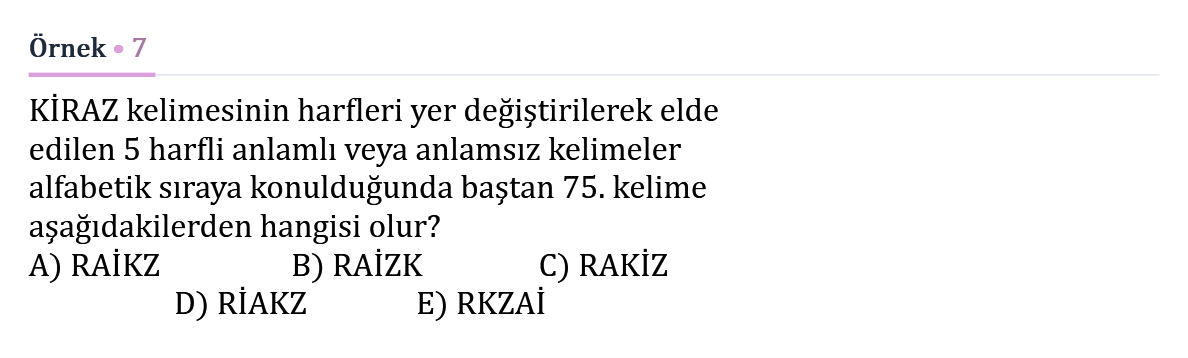 Örnek • 7
KİRAZ kelimesinin harfleri yer değiştirilerek elde
edilen 5 harfli anlamlı veya anlamsız kelimeler
alfabetik sıraya konulduğunda baştan 75. kelime
aşağıdakilerden hangisi olur?
A) RAİKZ B) RAİZK C) RAKİZ
D) RİAKZ E) RKZAİ